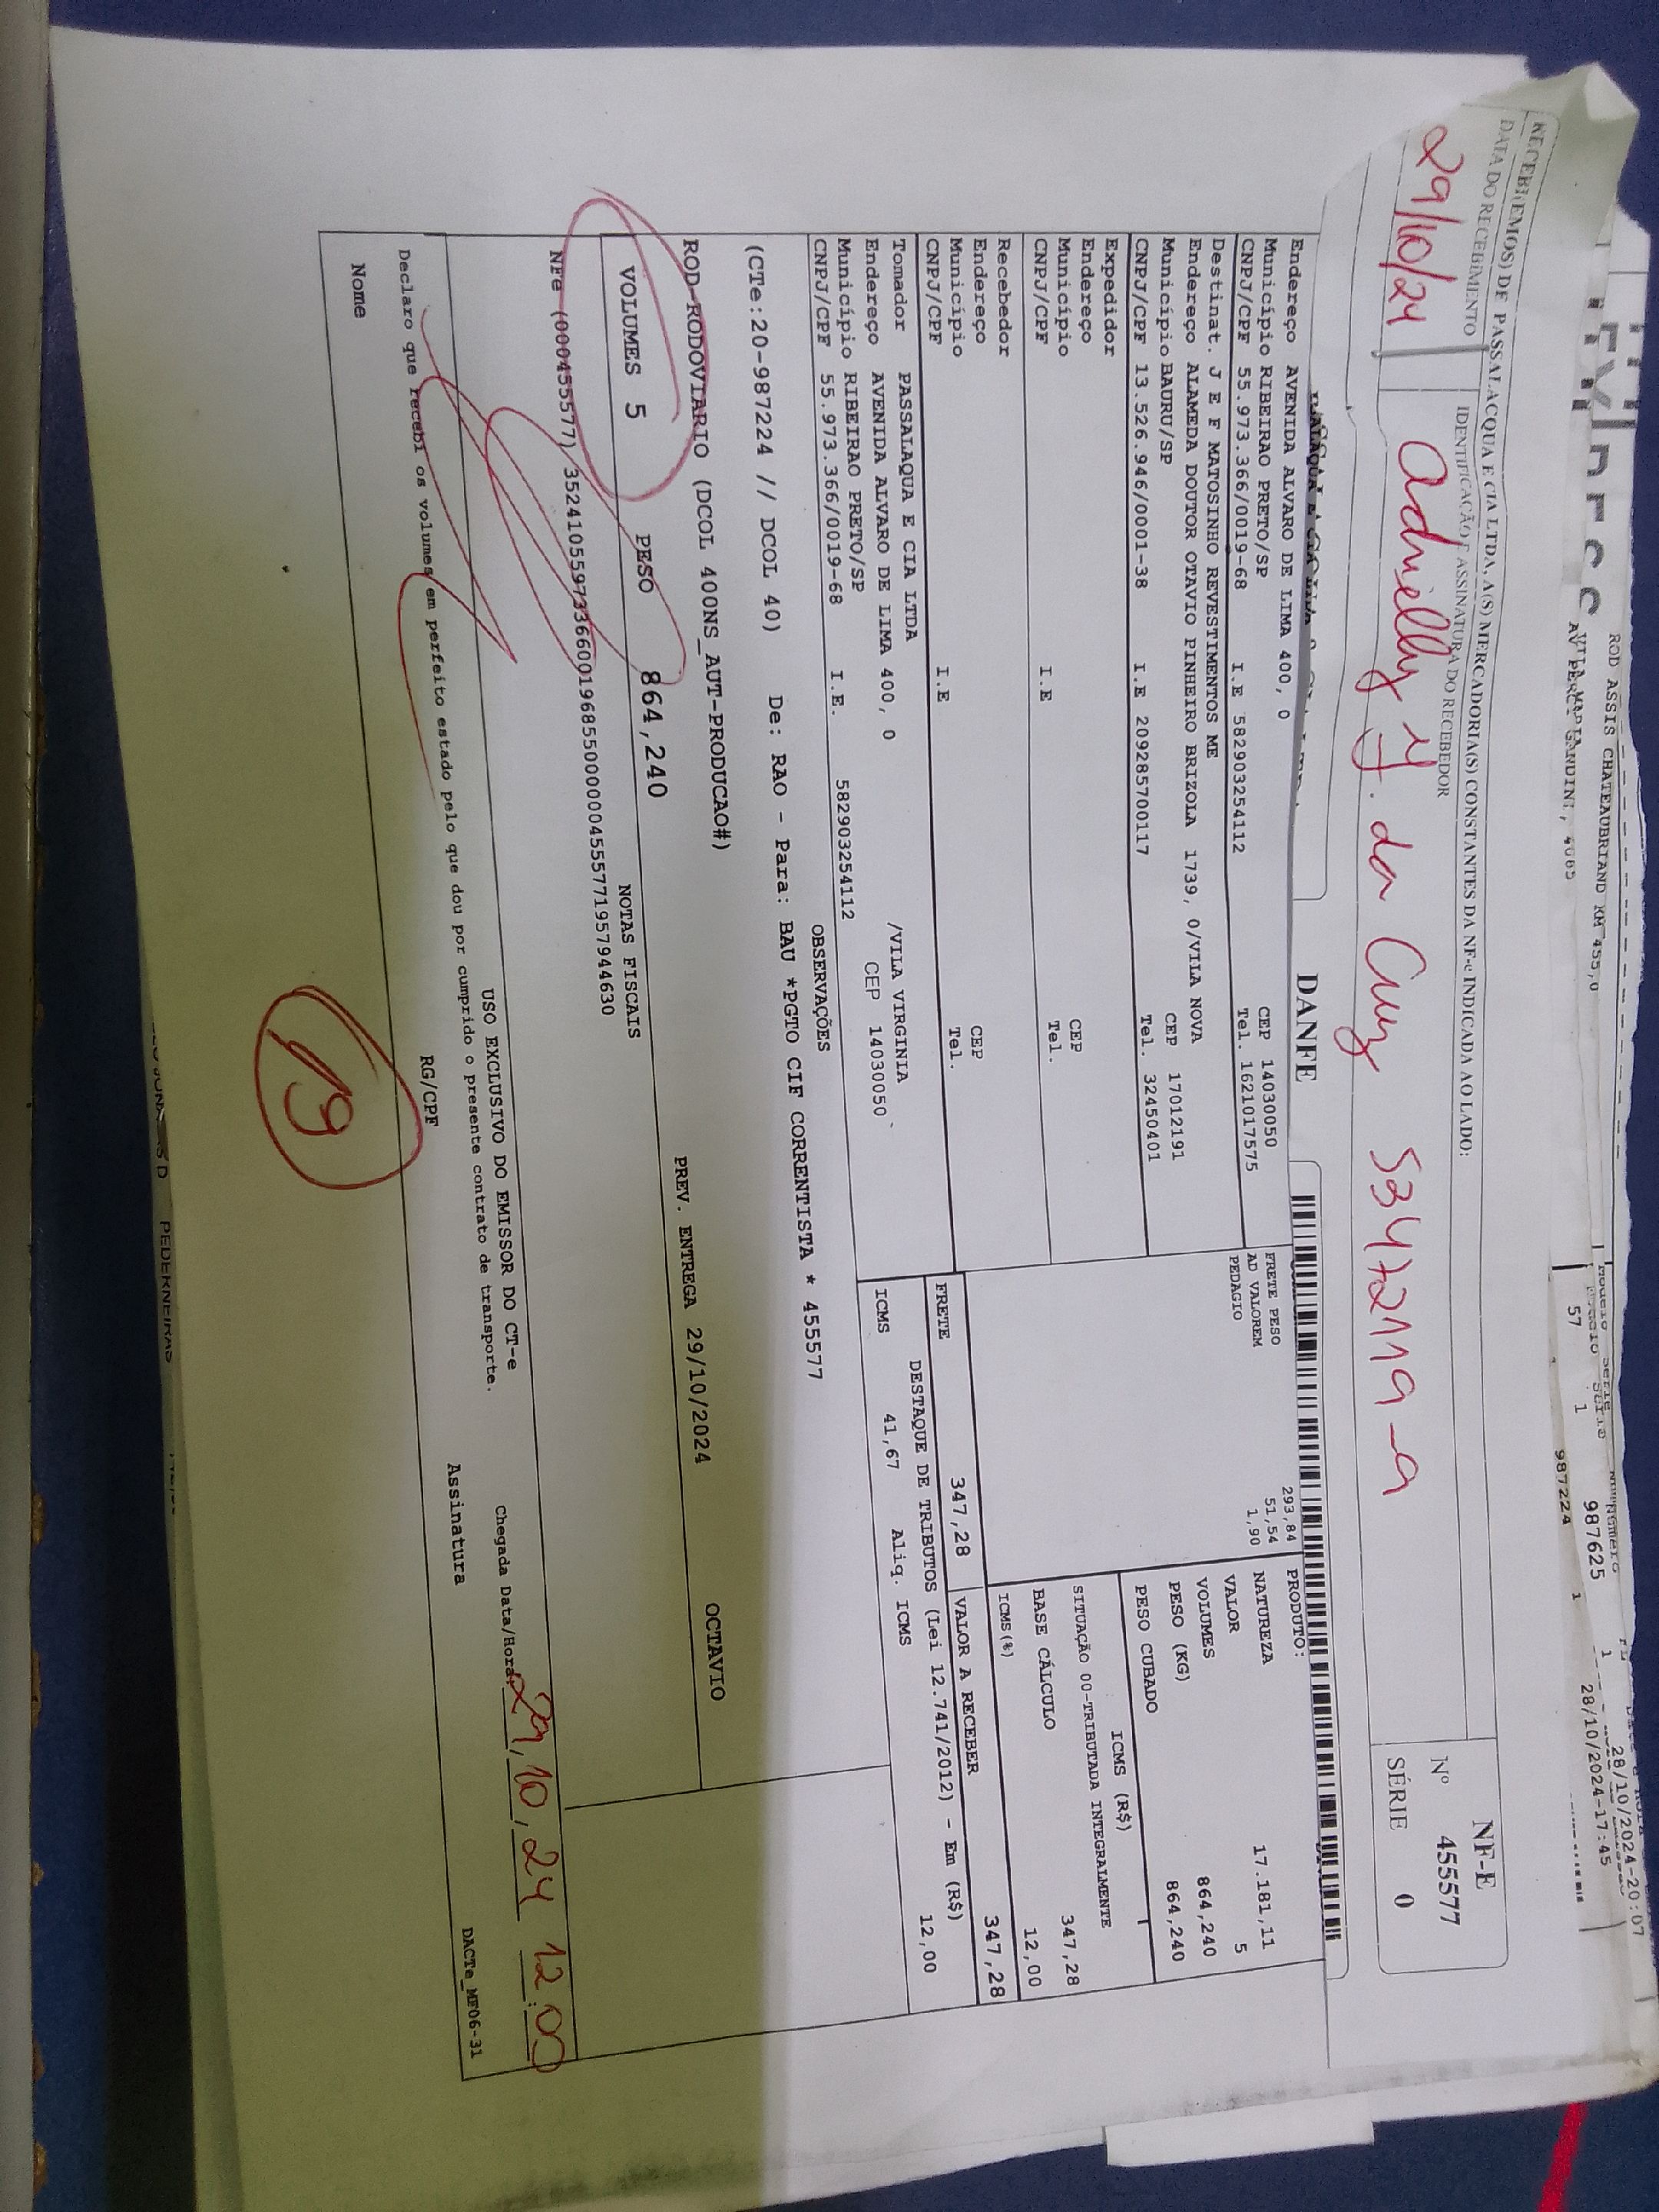 ROD ASSIS CHATEAUBRIAND KM 455,0
57 1 987625 1 28/10/2024-20:07
987224 1 28/10/2024-17:45
RECEBI(EMOS) DE PASSALACQUA E CIA LTDA, A(S) MERCADORIA(S) CONSTANTES DA NF-e INDICADA AO LADO:
DATA DO RECEBIMENTO
IDENTIFICAÇÃO E ASSINATURA DO RECEBEDOR
29/10/24
Adrielly Y. da Cruz 53472119-9
NF-E
Nº 455577
SÉRIE 0
DANFE
Endereço AVENIDA ALVARO DE LIMA 400, 0
Município RIBEIRAO PRETO/SP CEP 14030050
CNPJ/CPF 55.973.366/0019-68 I.E 582903254112 Tel. 1621017575
Destinat. J E F MATOSINHO REVESTIMENTOS ME
Endereço ALAMEDA DOUTOR OTAVIO PINHEIRO BRIZOLA 1739, 0/VILA NOVA
Município BAURU/SP CEP 17012191
CNPJ/CPF 13.526.946/0001-38 I.E 209285700117 Tel. 32450401
Expedidor
Endereço
Município CEP
CNPJ/CPF I.E Tel.
Recebedor
Endereço
Município CEP
CNPJ/CPF I.E Tel.
Tomador PASSALAQUA E CIA LTDA
Endereço AVENIDA ALVARO DE LIMA 400, 0 /VILA VIRGINIA
Município RIBEIRAO PRETO/SP CEP 14030050
CNPJ/CPF 55.973.366/0019-68 I.E. 582903254112
FRETE PESO 293,84
AD VALOREM 51,54
PEDAGIO 1,90
PRODUTO:
NATUREZA
VALOR 17.181,11
VOLUMES 5
PESO (KG) 864,240
PESO CUBADO 864,240
ICMS (R$)
SITUAÇÃO 00-TRIBUTADA INTEGRALMENTE
BASE CÁLCULO 347,28
ICMS(%) 12,00
FRETE 347,28
VALOR A RECEBER 347,28
DESTAQUE DE TRIBUTOS (Lei 12.741/2012) - Em (R$)
ICMS 41,67 Aliq. ICMS 12,00
OBSERVAÇÕES
(CTe:20-987224 // DCOL 40) De: RAO - Para: BAU *PGTO CIF CORRENTISTA * 455577
ROD-RODOVIARIO (DCOL 400NS_AUT-PRODUCAO#)
PREV. ENTREGA 29/10/2024 OCTAVIO
VOLUMES 5 PESO 864,240
NOTAS FISCAIS
NFe (000455577) 35241055973366001968550000004555771957944630
USO EXCLUSIVO DO EMISSOR DO CT-e
Chegada Data/Hora: 29/10/24 12:00
Declaro que recebi os volumes em perfeito estado pelo que dou por cumprido o presente contrato de transporte.
Nome RG/CPF Assinatura
DACTe_MF06-31
19
PEDERNEIRAS